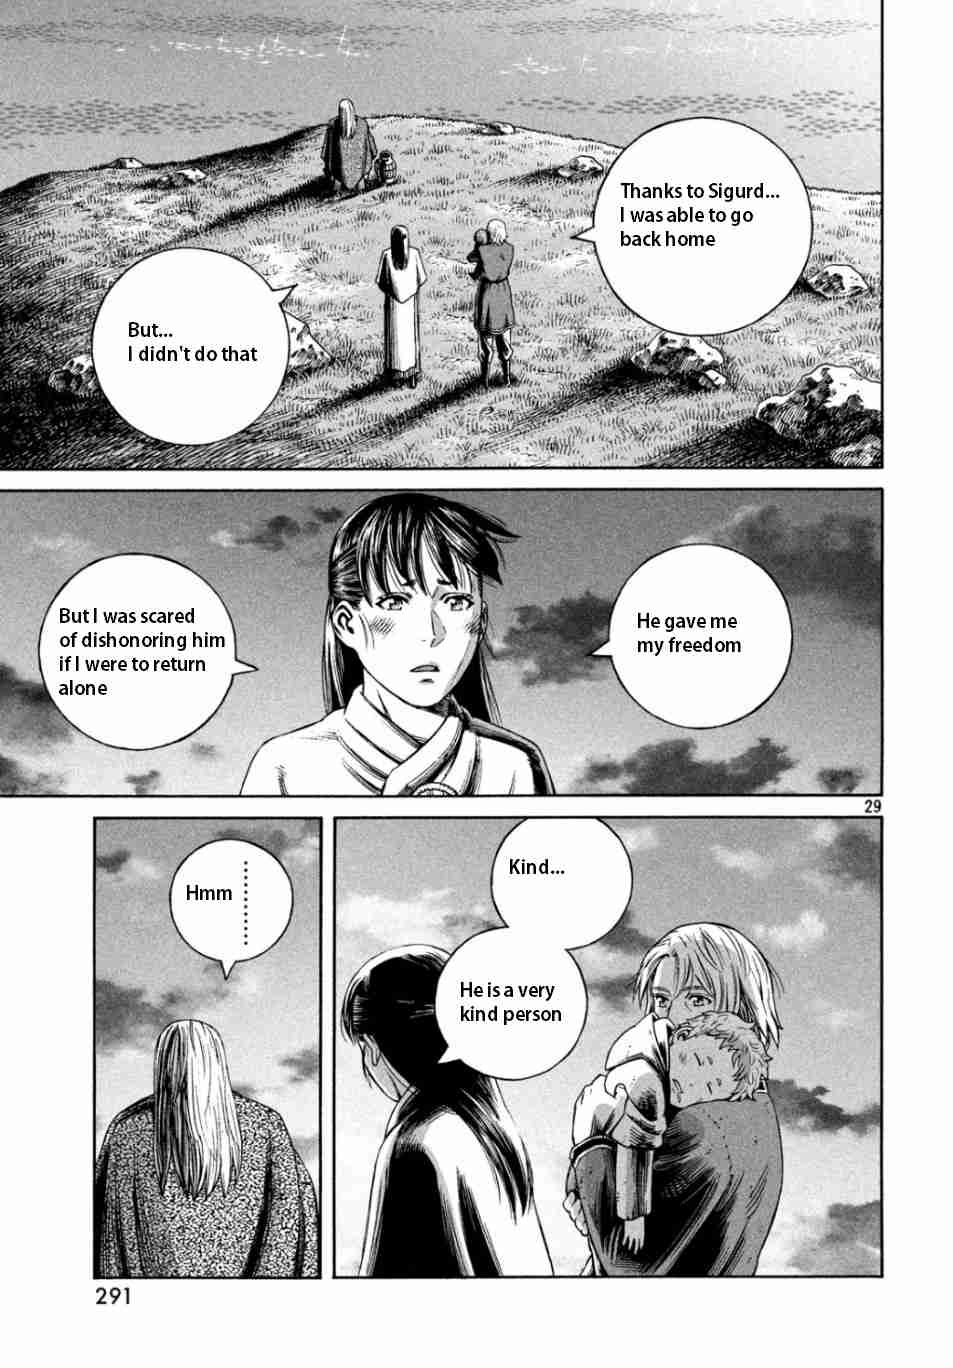 Thanks to Sigurd...
I was able to go
back home
But...
I didn't do that
He gave me
my freedom
But I was scared
of dishonoring him
if I were to return
alone
29
Kind...
He is a very
kind person
Hmm
291